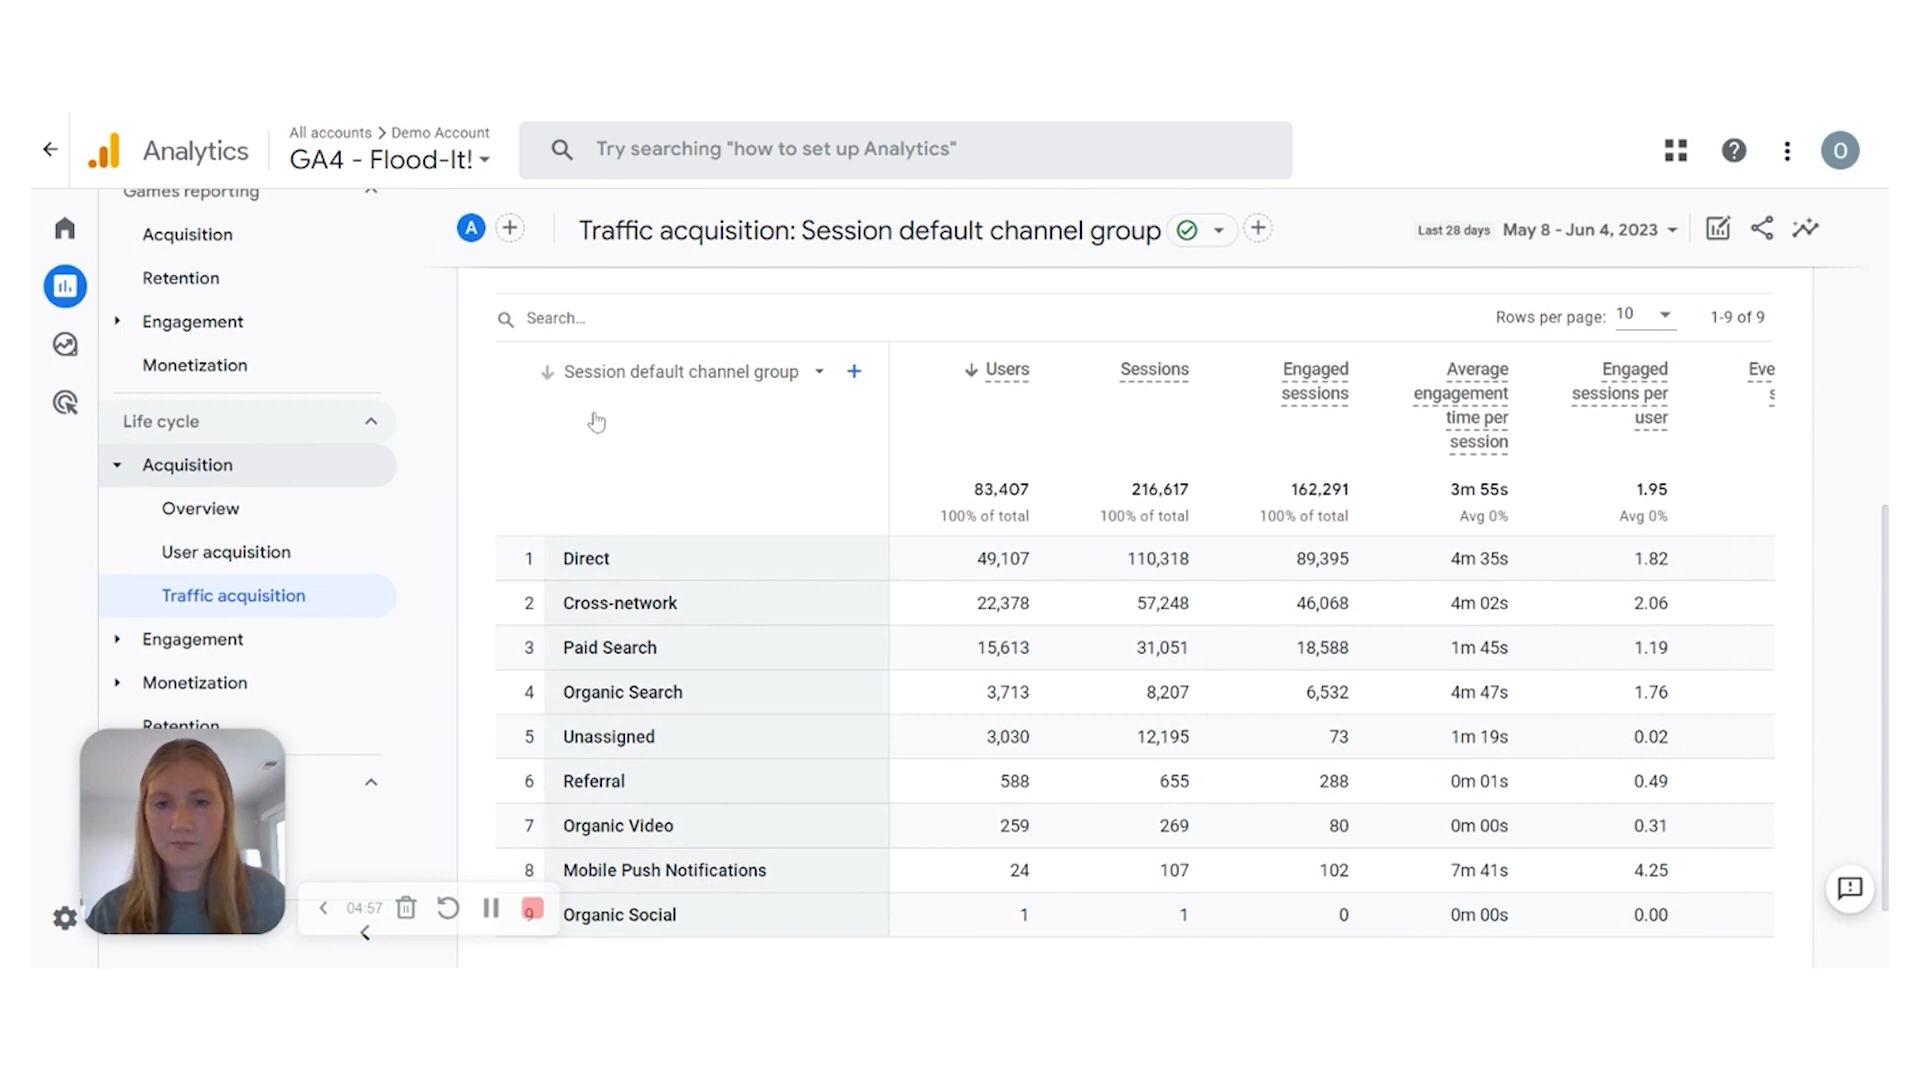 All accounts > Demo Account
Analytics
GA4 - Flood-It!
Try searching "how to set up Analytics"
O
Games reporting
Acquisition
Retention
Engagement
Monetization
Life cycle
Acquisition
Overview
User acquisition
Traffic acquisition
Engagement
Monetization
Retention
04:57
A
Traffic acquisition: Session default channel group
Last 28 days May 8 - Jun 4, 2023
Search...
Rows per page: 10 1-9 of 9
Session default channel group
Users
Sessions
Engaged
sessions
Average
engagement
time per
session
Engaged
sessions per
user
Eve
s
83,407 216,617 162,291 3m 55s 1.95
100% of total 100% of total 100% of total Avg 0% Avg 0%
1 Direct 49,107 110,318 89,395 4m 35s 1.82
2 Cross-network 22,378 57,248 46,068 4m 02s 2.06
3 Paid Search 15,613 31,051 18,588 1m 45s 1.19
4 Organic Search 3,713 8,207 6,532 4m 47s 1.76
5 Unassigned 3,030 12,195 73 1m 19s 0.02
6 Referral 588 655 288 0m 01s 0.49
7 Organic Video 259 269 80 0m 00s 0.31
8 Mobile Push Notifications 24 107 102 7m 41s 4.25
9 Organic Social 1 1 0 0m 00s 0.00